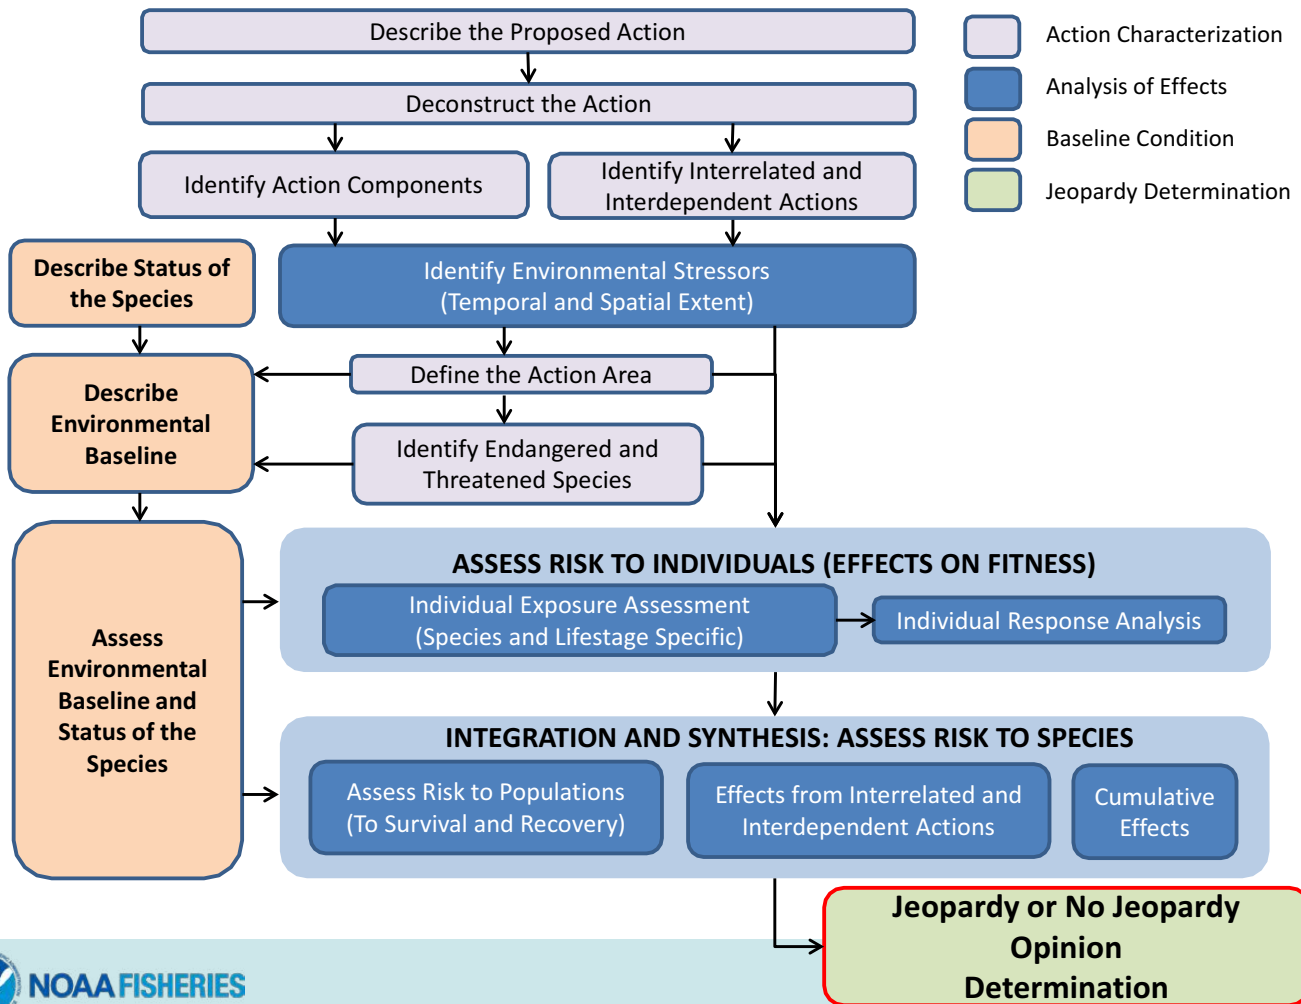 Describe the Proposed Action
Deconstruct the Action
Identify Action Components
Identify Interrelated and
Interdependent Actions
Action Characterization
Analysis of Effects
Baseline Condition
Jeopardy Determination
Describe Status of
the Species
Identify Environmental Stressors
(Temporal and Spatial Extent)
Describe
Environmental
Baseline
Define the Action Area
Identify Endangered and
Threatened Species
Assess
Environmental
Baseline and
Status of the
Species
ASSESS RISK TO INDIVIDUALS (EFFECTS ON FITNESS)
Individual Exposure Assessment
(Species and Lifestage Specific)
Individual Response Analysis
INTEGRATION AND SYNTHESIS: ASSESS RISK TO SPECIES
Assess Risk to Populations
(To Survival and Recovery)
Effects from Interrelated and
Interdependent Actions
Cumulative
Effects
Jeopardy or No Jeopardy
Opinion
Determination
NOAA FISHERIES